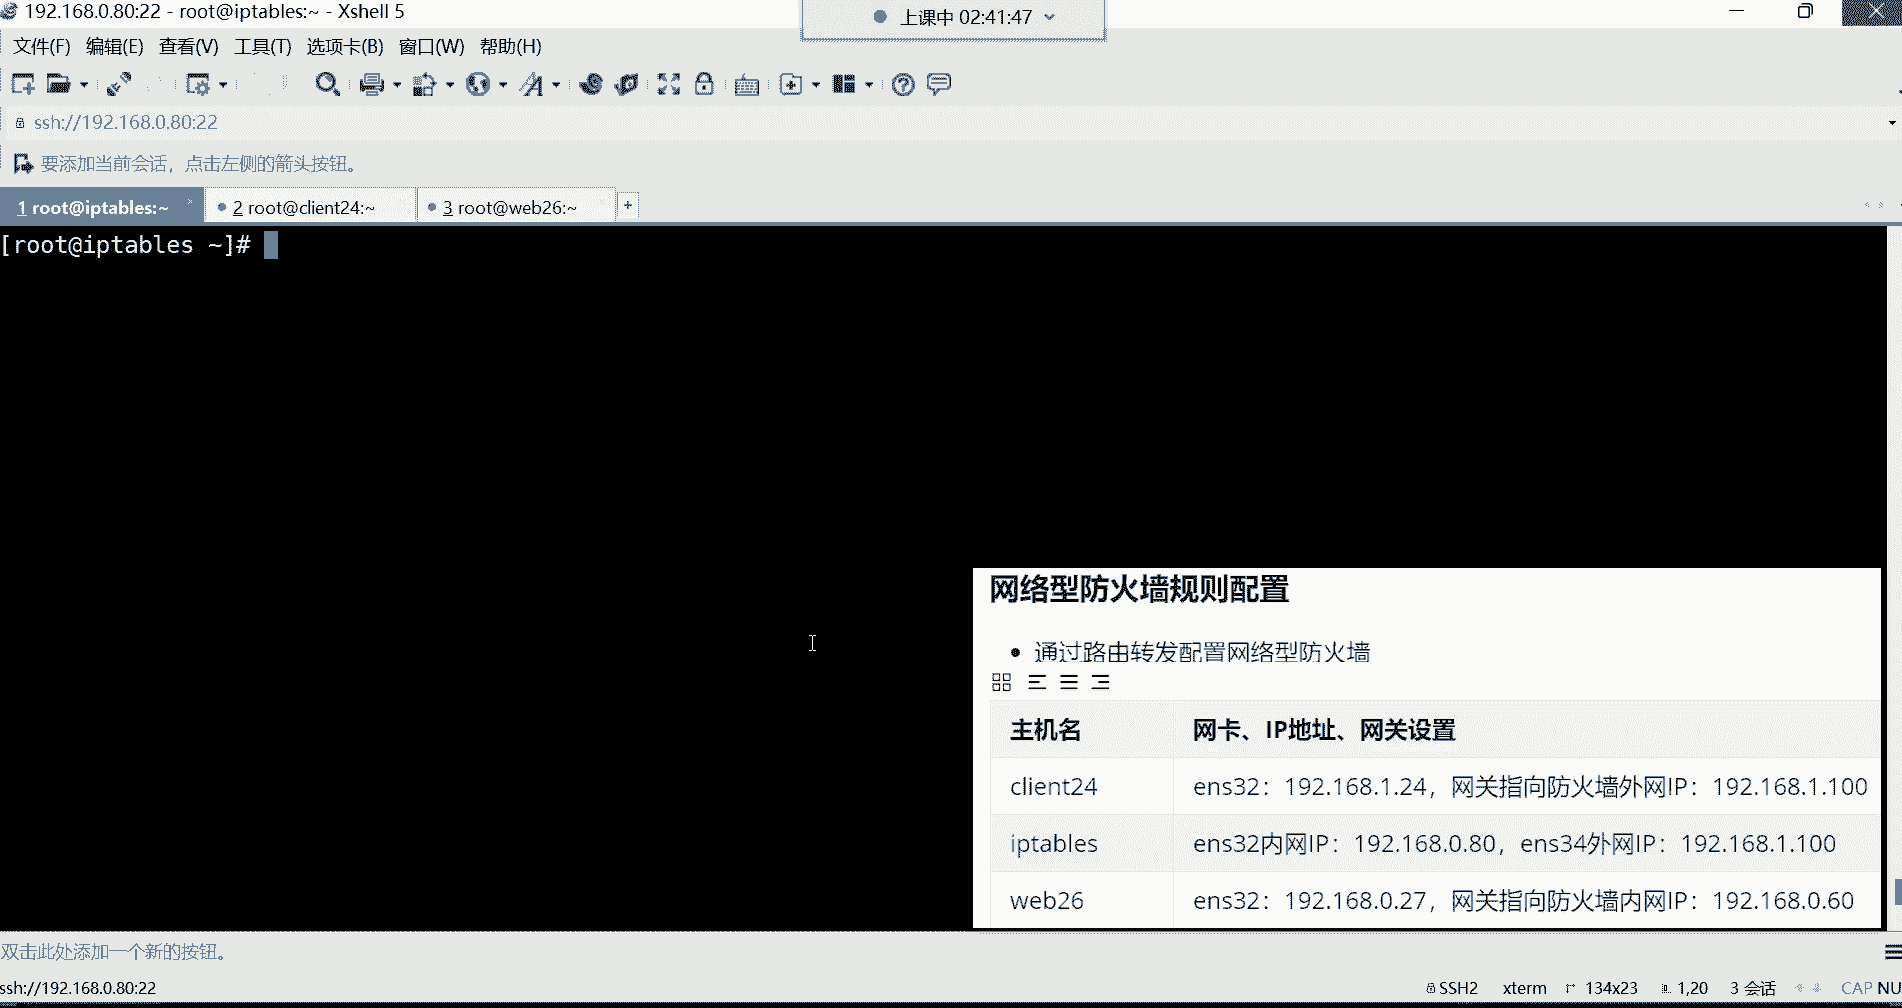 192.168.0.80:22 - root@iptables:~ - Xshell 5
上课中 02:41:47
文件(F) 编辑(E) 查看(V) 工具(T) 选项卡(B) 窗口(W) 帮助(H)
ssh://192.168.0.80:22
要添加当前会话，点击左侧的箭头按钮。
1 root@iptables:~ 2 root@client24:~ 3 root@web26:~ +
[root@iptables ~]#
网络型防火墙规则配置
• 通过路由转发配置网络型防火墙
主机名 网卡、IP地址、网关设置
client24 ens32：192.168.1.24，网关指向防火墙外网IP：192.168.1.100
iptables ens32内网IP：192.168.0.80，ens34外网IP：192.168.1.100
web26 ens32：192.168.0.27，网关指向防火墙内网IP：192.168.0.60
双击此处添加一个新的按钮。
ssh://192.168.0.80:22 SSH2 xterm 134x23 1,20 3 会话 CAP NU